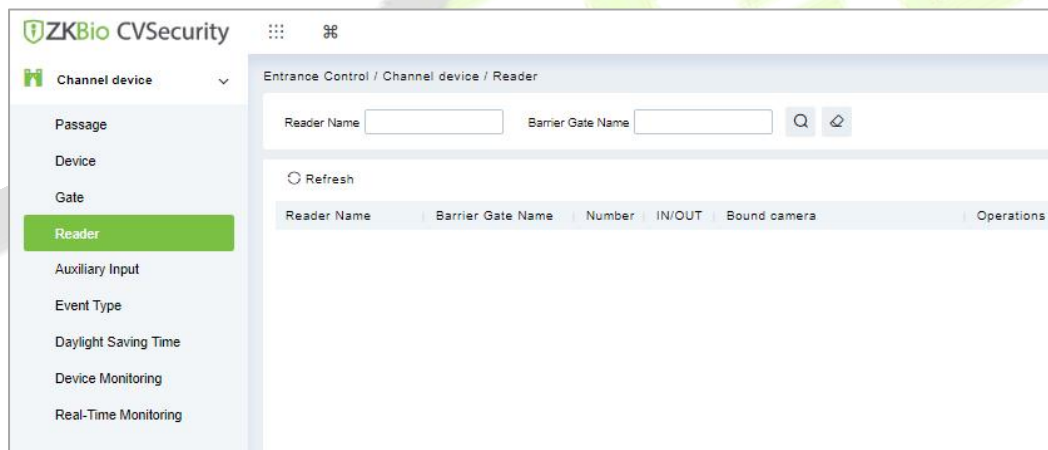 ZKBio CVSecurity
Channel device
Entrance Control / Channel device / Reader
Passage
Device
Gate
Reader
Auxiliary Input
Event Type
Daylight Saving Time
Device Monitoring
Real-Time Monitoring
Reader Name Barrier Gate Name
Refresh
Reader Name Barrier Gate Name Number IN/OUT Bound camera Operations